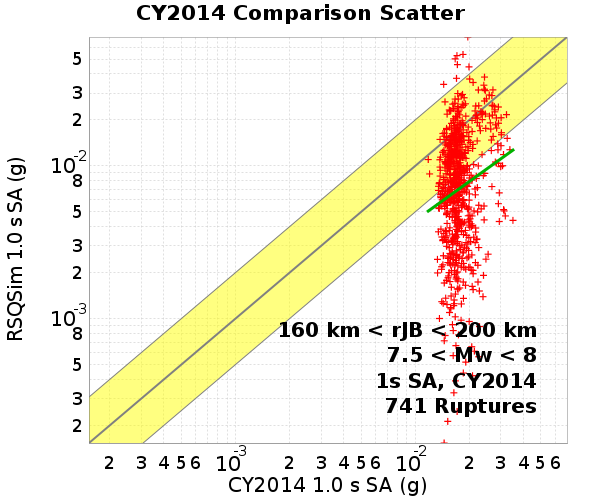 CY2014 Comparison Scatter
RSQSim 1.0 s SA (g)
5
3
2
10-2
8
5
3
2
10-3
8
5
3
2
160 km < rJB < 200 km
7.5 < Mw < 8
1s SA, CY2014
741 Ruptures
2 3 4 5 6 10-3 2 3 4 5 6 10-2 2 3 4 5 6
CY2014 1.0 s SA (g)